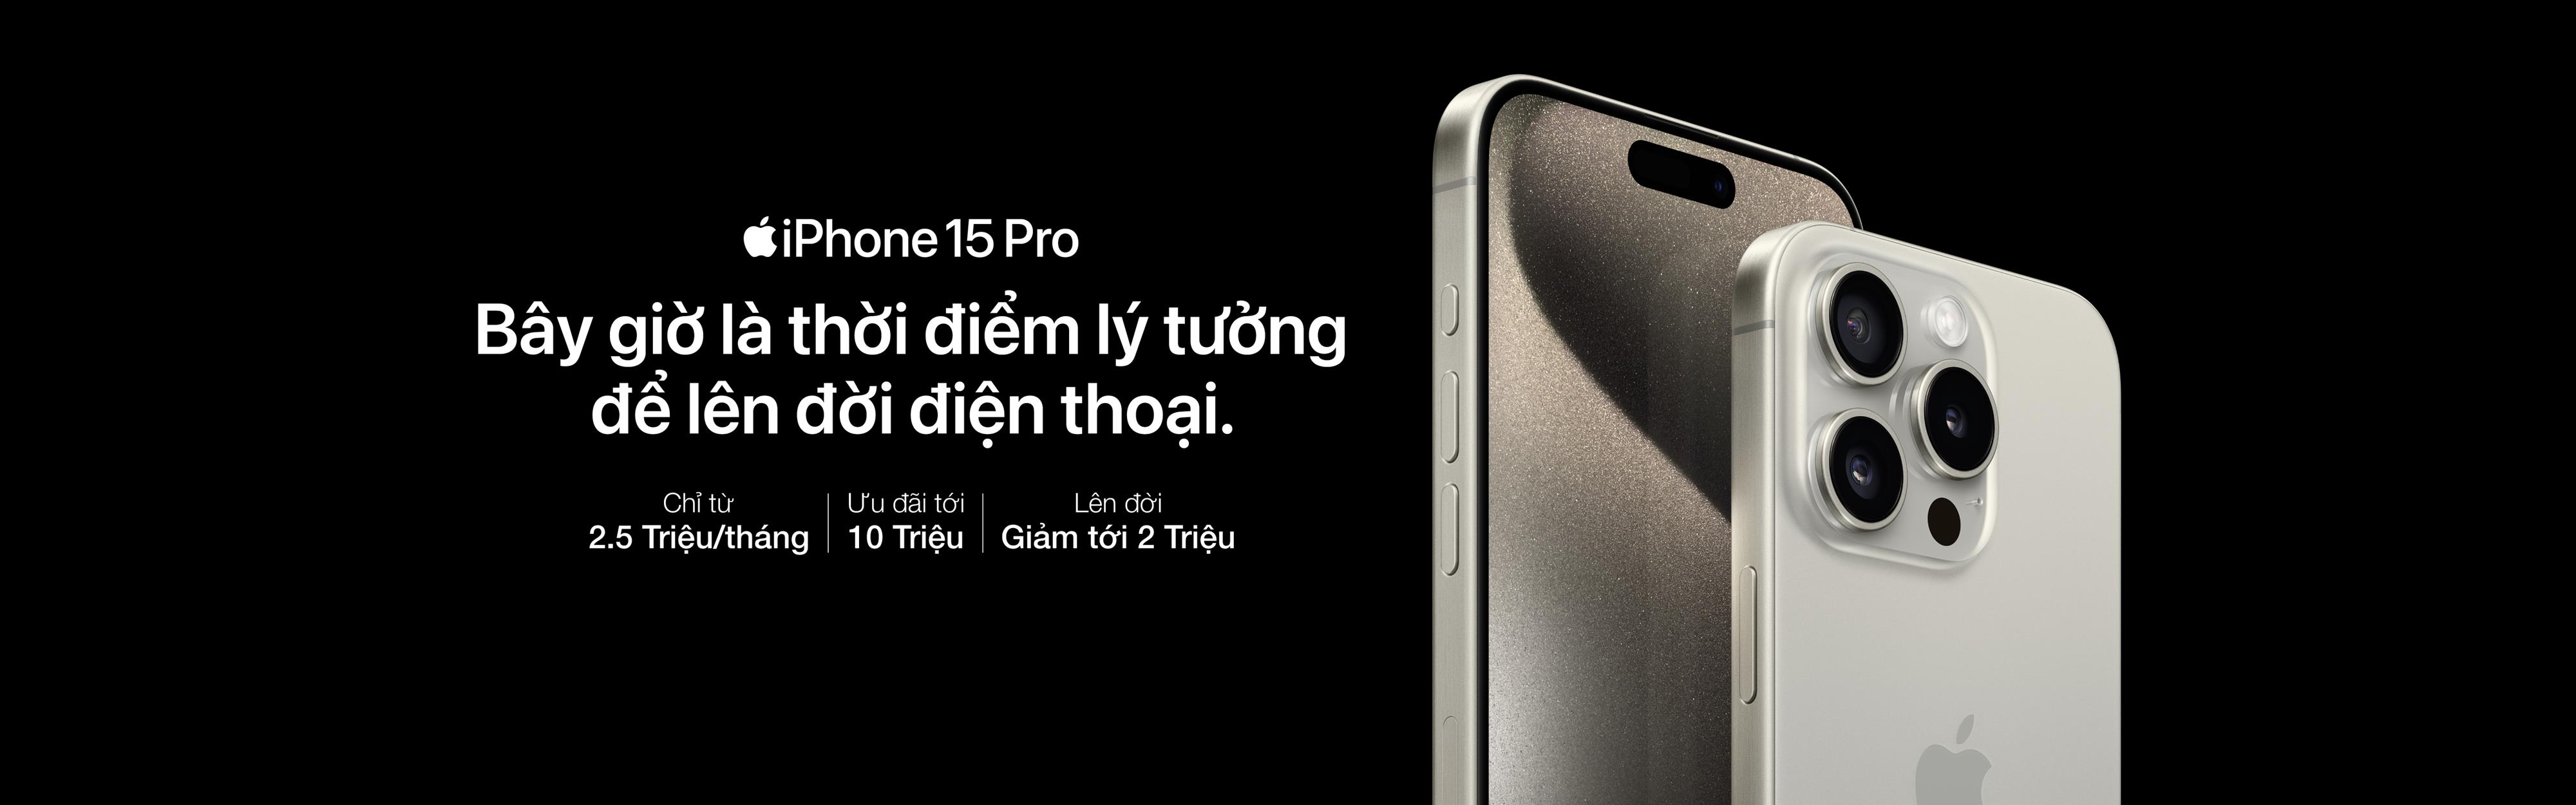 iPhone 15 Pro
Bây giờ là thời điểm lý tưởng
để lên đời điện thoại.
Chỉ từ
2.5 Triệu/tháng
Ưu đãi tới
10 Triệu
Lên đời
Giảm tới 2 Triệu